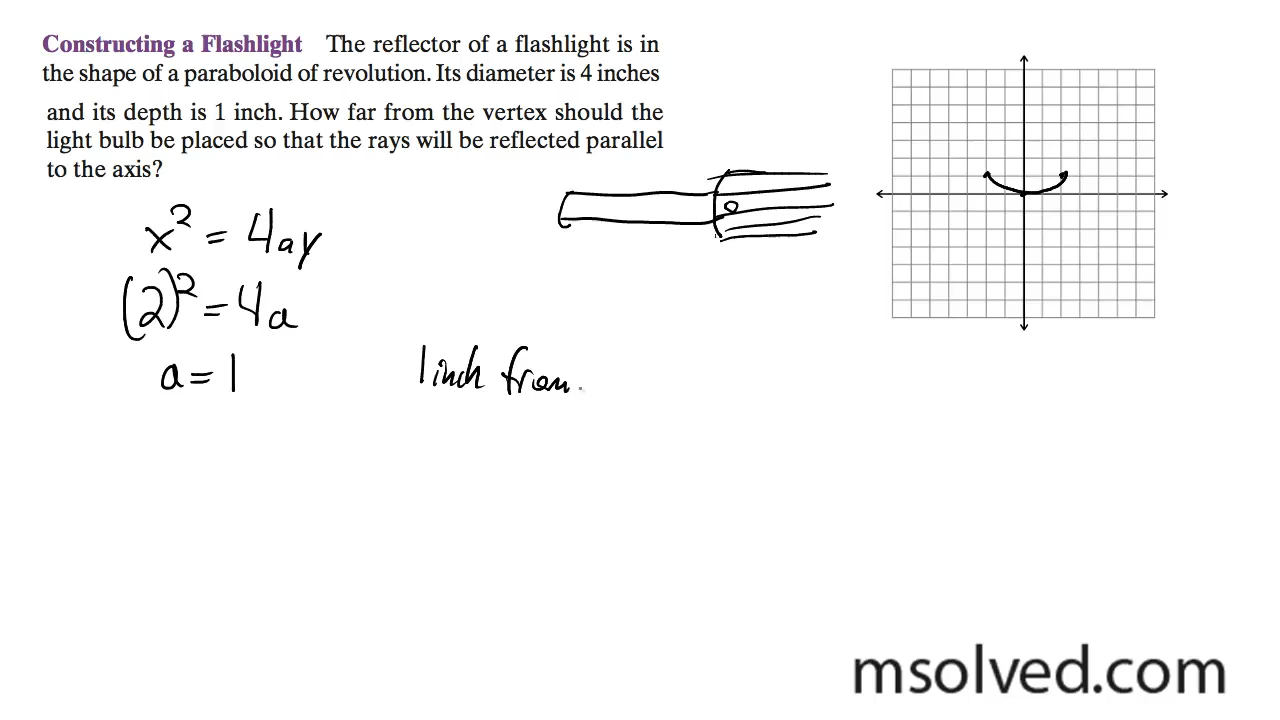 Constructing a Flashlight The reflector of a flashlight is in
the shape of a paraboloid of revolution. Its diameter is 4 inches
and its depth is 1 inch. How far from the vertex should the
light bulb be placed so that the rays will be reflected parallel
to the axis?
x² = 4ay
(2)² = 4a
a = 1
1 inch from
msolved.com